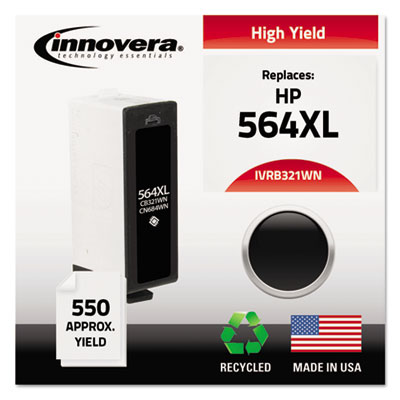 innovera®
technology essentials
High Yield
Replaces:
HP
564XL
IVRB321WN
564XL
CB321WN
CN684WN
550
APPROX.
YIELD
RECYCLED
MADE IN USA